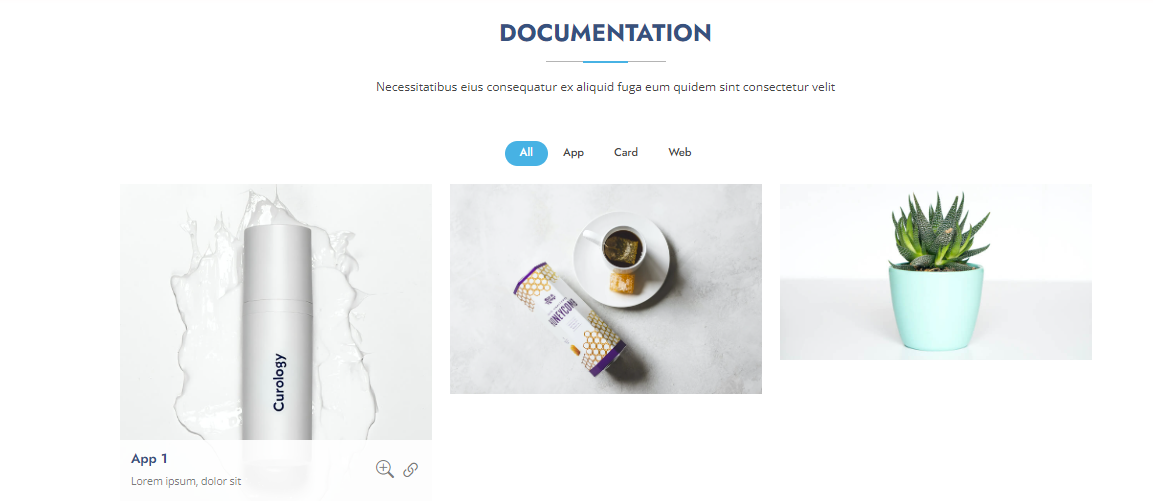 DOCUMENTATION
Necessitatibus eius consequatur ex aliquid fuga eum quidem sint consectetur velit
All App Card Web
Curology
HONEYCOMB
App 1
Lorem ipsum, dolor sit